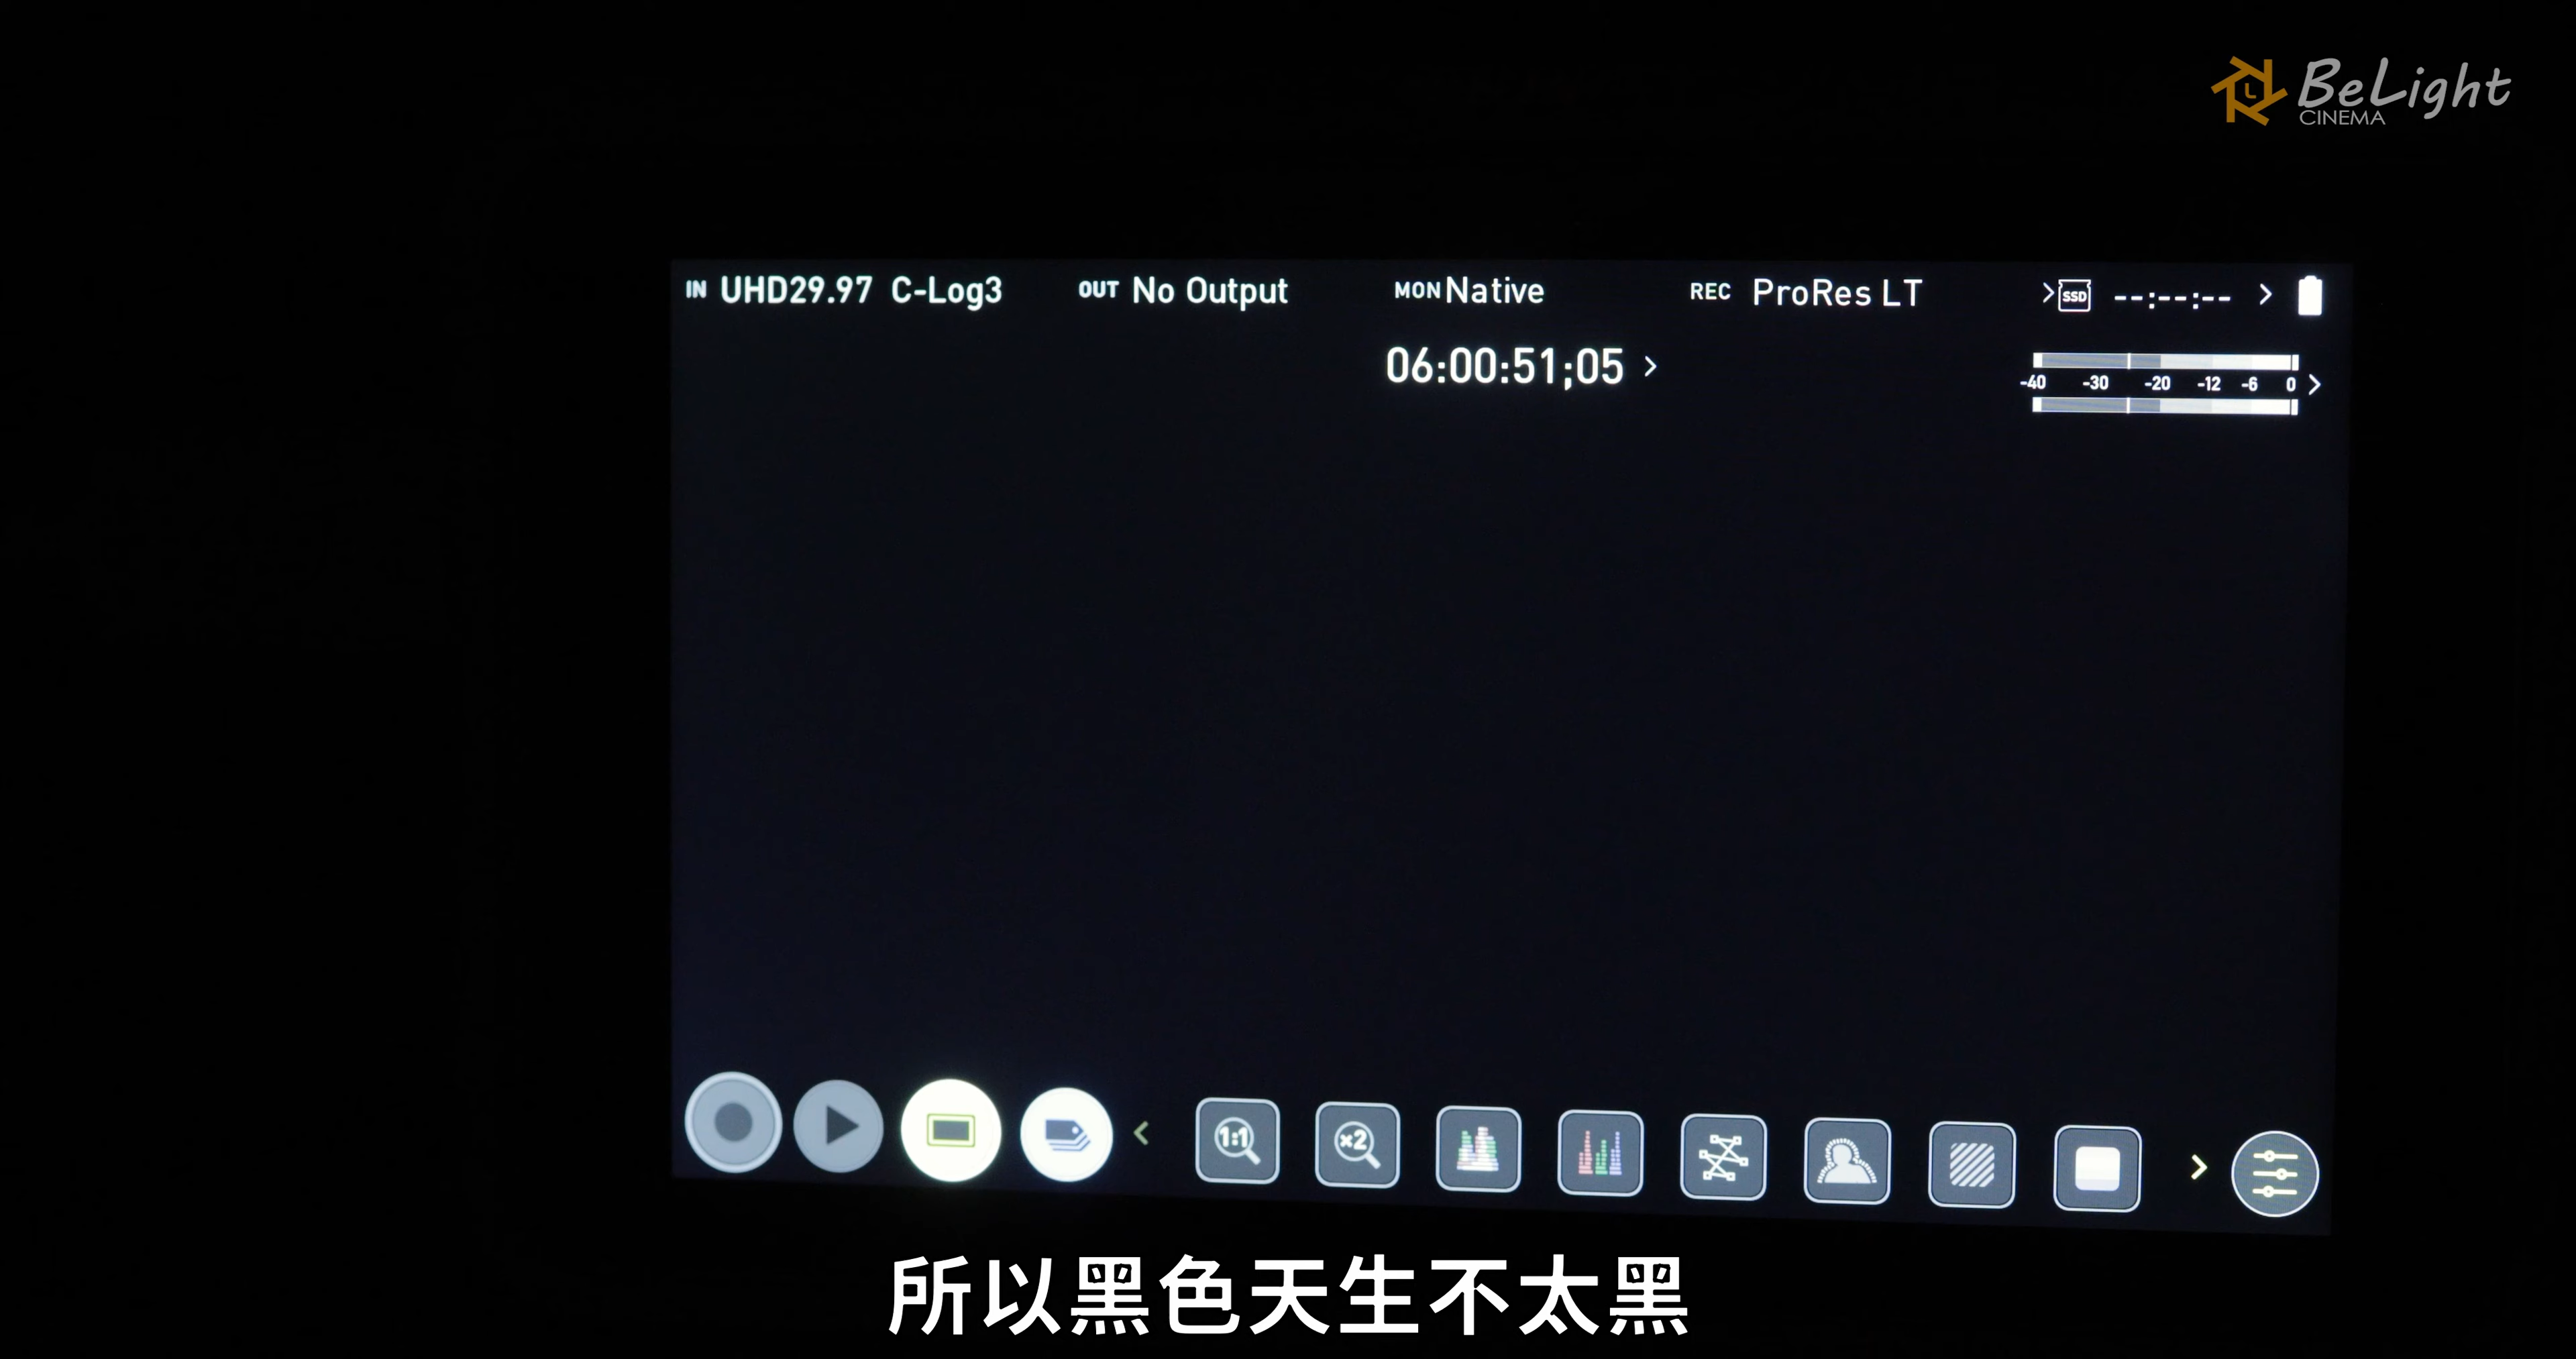 BeLight
CINEMA
IN UHD29.97 C-Log3 OUT No Output MON Native REC ProRes LT SSD --:--:--
06:00:51;05
-40 -30 -20 -12 -6 0
1:1 x2
所以黑色天生不太黑